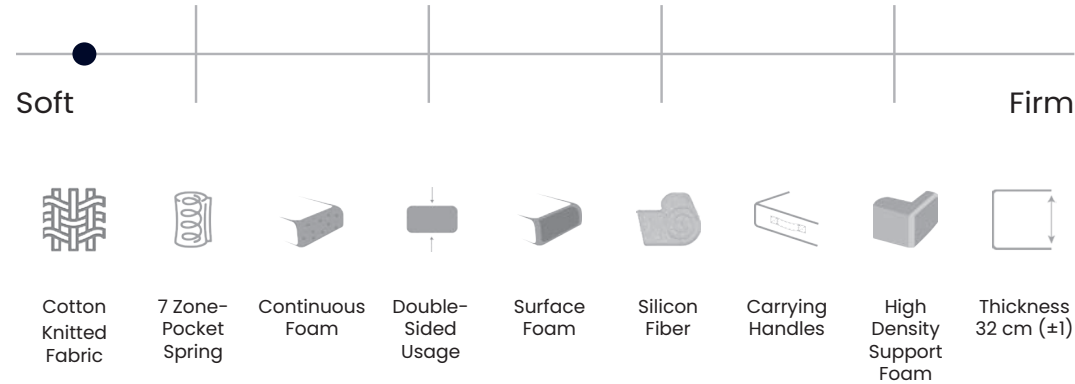 Soft
Firm
Cotton
Knitted
Fabric
7 Zone-
Pocket
Spring
Continuous
Foam
Double-
Sided
Usage
Surface
Foam
Silicon
Fiber
Carrying
Handles
High
Density
Support
Foam
Thickness
32 cm (±1)